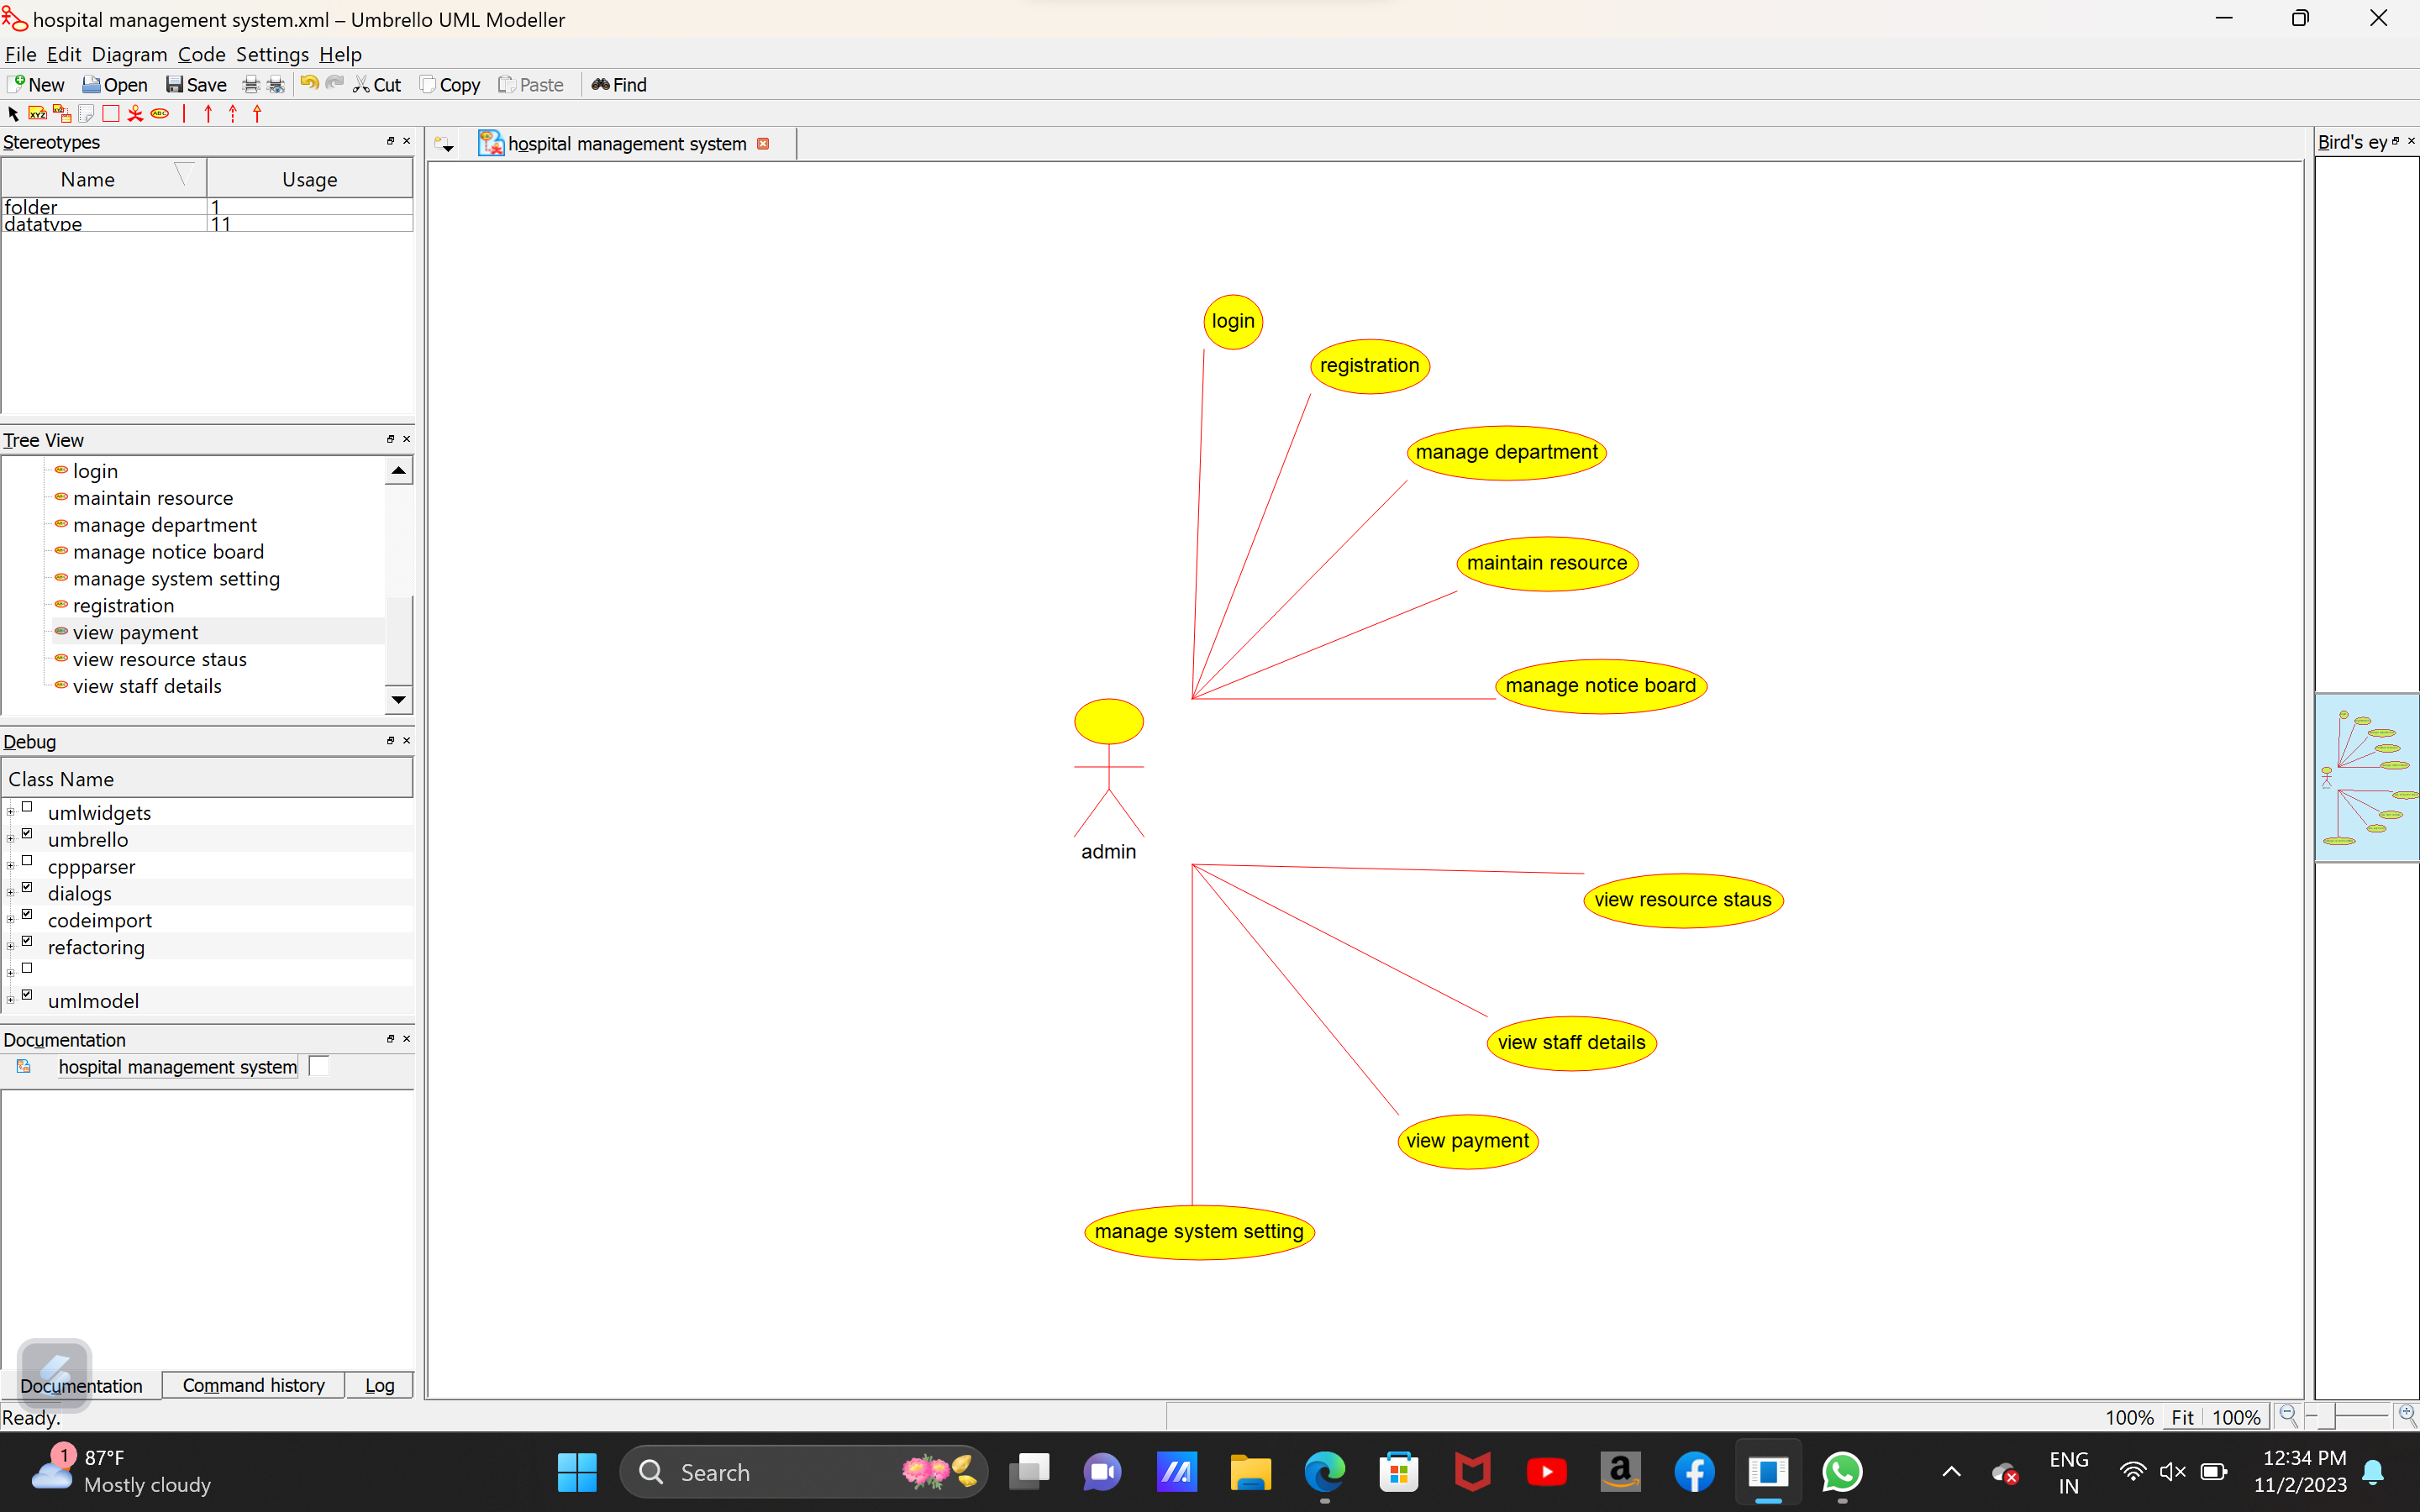 hospital management system.xml – Umbrello UML Modeller
File Edit Diagram Code Settings Help
New Open Save Cut Copy Paste Find
Stereotypes
Name Usage
folder 1
datatype 11
Tree View
login
maintain resource
manage department
manage notice board
manage system setting
registration
view payment
view resource staus
view staff details
Debug
Class Name
umlwidgets
umbrello
cppparser
dialogs
codeimport
refactoring
umlmodel
Documentation
hospital management system
Documentation Command history Log
Ready.
hospital management system
login
registration
manage department
maintain resource
manage notice board
admin
view resource staus
view staff details
view payment
manage system setting
Bird's ey
100% Fit 100%
1
87°F
Mostly cloudy
Search
ENG
IN
12:34 PM
11/2/2023